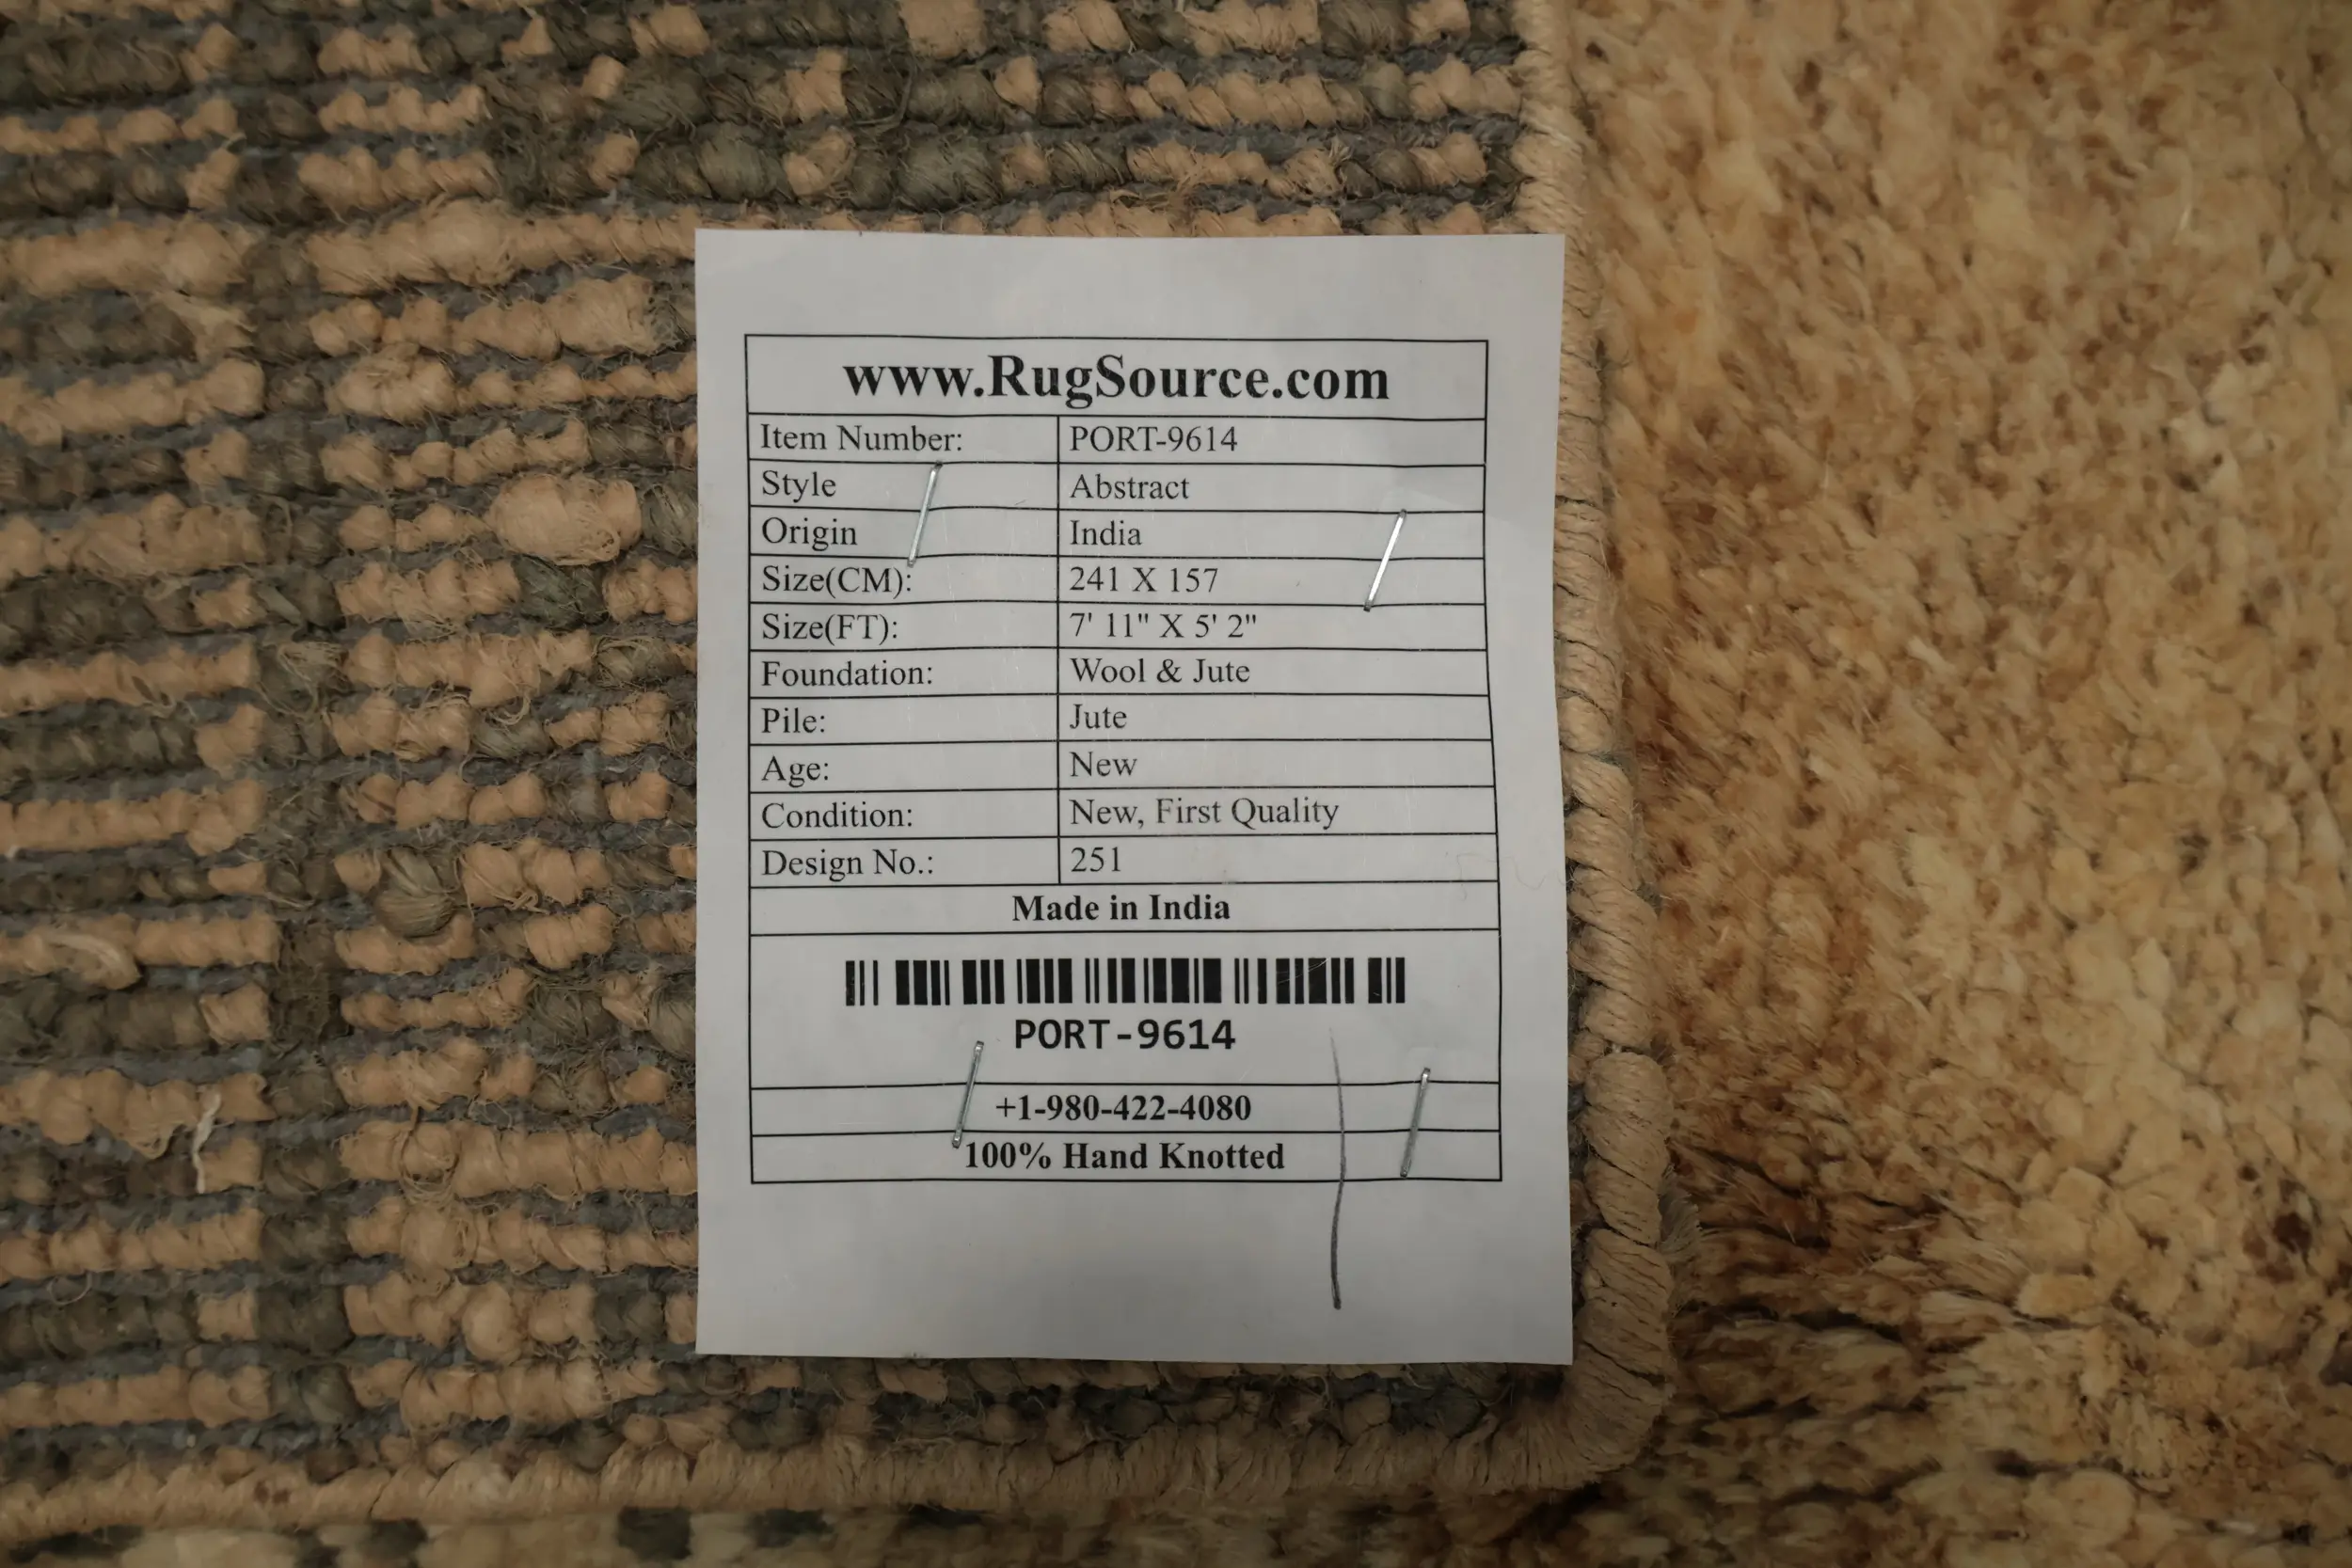 www.RugSource.com
Item Number: PORT-9614
Style Abstract
Origin India
Size(CM): 241 X 157
Size(FT): 7' 11" X 5' 2"
Foundation: Wool & Jute
Pile: Jute
Age: New
Condition: New, First Quality
Design No.: 251
Made in India
PORT-9614
+1-980-422-4080
100% Hand Knotted